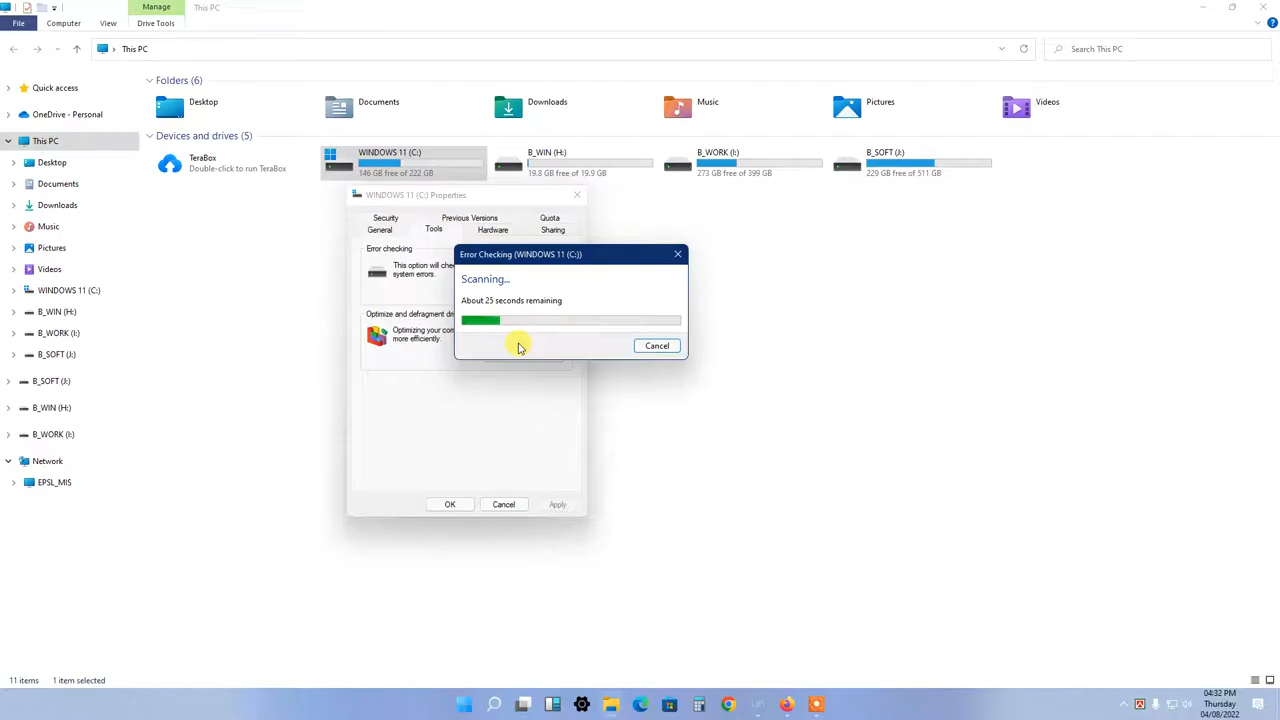 Manage
This PC
File
Computer
View
Drive Tools
This PC
Search This PC
Quick access
OneDrive - Personal
This PC
Desktop
Documents
Downloads
Music
Pictures
Videos
WINDOWS 11 (C:)
B_WIN (H:)
B_WORK (I:)
B_SOFT (J:)
B_SOFT (J:)
B_WIN (H:)
B_WORK (I:)
Network
EPSL_MIS
Folders (6)
Desktop
Documents
Downloads
Music
Pictures
Videos
Devices and drives (5)
TeraBox
Double-click to run TeraBox
WINDOWS 11 (C:)
146 GB free of 222 GB
B_WIN (H:)
19.8 GB free of 19.9 GB
B_WORK (I:)
273 GB free of 399 GB
B_SOFT (J:)
229 GB free of 511 GB
WINDOWS 11 (C:) Properties
Security
Previous Versions
Quota
General
Tools
Hardware
Sharing
Error checking
This option will che
system errors.
Optimize and defragment dri
Optimizing your com
more efficiently.
OK
Cancel
Apply
Error Checking (WINDOWS 11 (C:))
Scanning...
About 25 seconds remaining
Cancel
11 items
1 item selected
04:32 PM
Thursday
04/08/2022